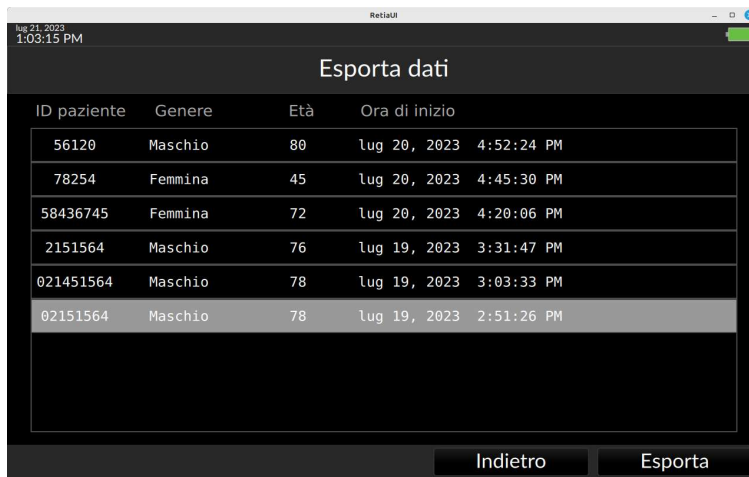 RetiaUI
lug 21, 2023
1:03:15 PM
Esporta dati
ID paziente Genere Età Ora di inizio
56120 Maschio 80 lug 20, 2023 4:52:24 PM
78254 Femmina 45 lug 20, 2023 4:45:30 PM
58436745 Femmina 72 lug 20, 2023 4:20:06 PM
2151564 Maschio 76 lug 19, 2023 3:31:47 PM
021451564 Maschio 78 lug 19, 2023 3:03:33 PM
02151564 Maschio 78 lug 19, 2023 2:51:26 PM
Indietro Esporta